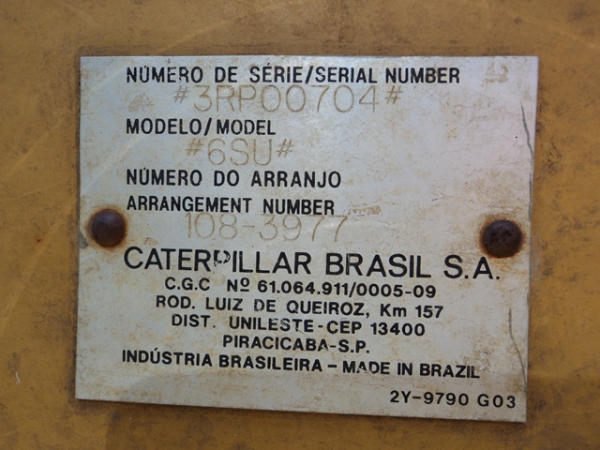 NÚMERO DE SÉRIE/SERIAL NUMBER
#3RP00704#
MODELO/MODEL
#6SU#
NÚMERO DO ARRANJO
ARRANGEMENT NUMBER
108-3977
CATERPILLAR BRASIL S.A.
C.G.C Nº 61.064.911/0005-09
ROD. LUIZ DE QUEIROZ, Km 157
DIST. UNILESTE-CEP 13400
PIRACICABA-S.P.
INDÚSTRIA BRASILEIRA - MADE IN BRAZIL
2Y-9790 G03